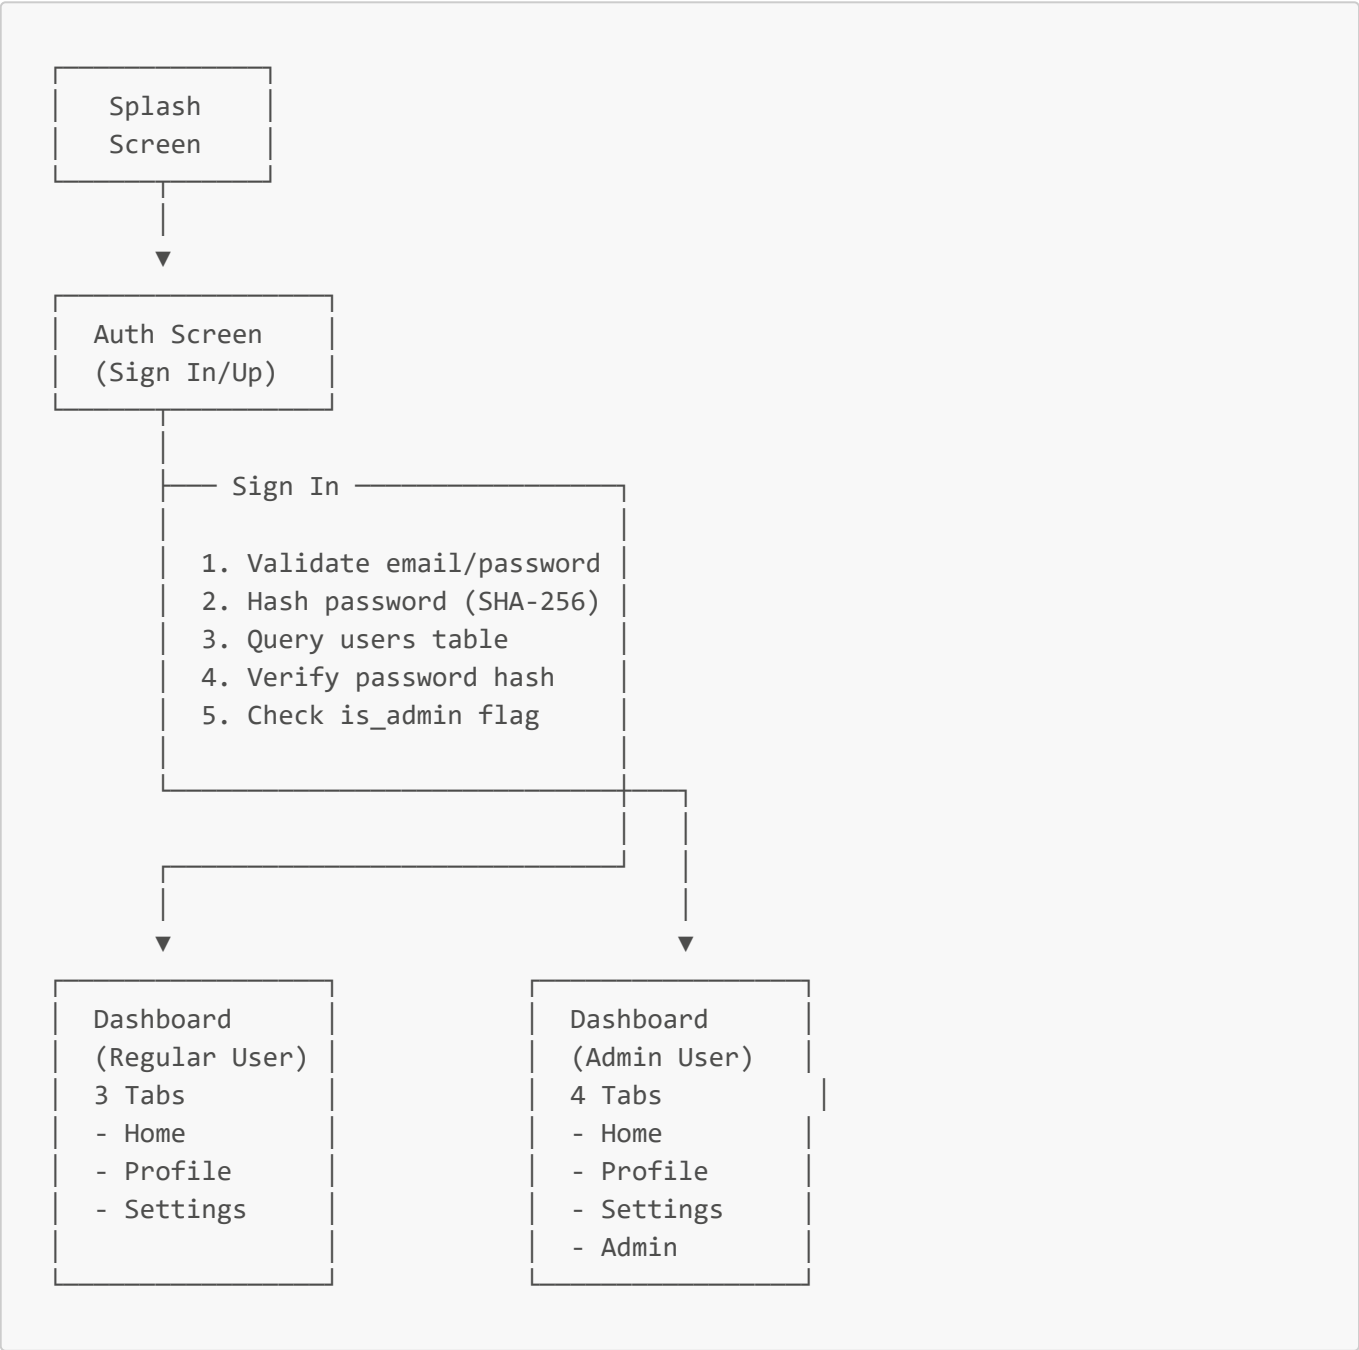 Splash
Screen
▼
Auth Screen
(Sign In/Up)
Sign In
1. Validate email/password
2. Hash password (SHA-256)
3. Query users table
4. Verify password hash
5. Check is_admin flag
▼ ▼
Dashboard Dashboard
(Regular User) (Admin User)
3 Tabs 4 Tabs
- Home - Home
- Profile - Profile
- Settings - Settings
- Admin